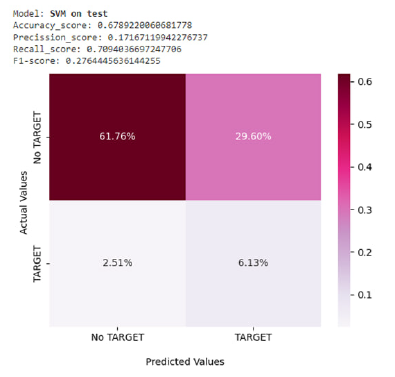 Model: SVM on test
Accuracy_score: 0.6789220060681778
Precission_score: 0.17167119942276737
Recall_score: 0.7094036697247706
F1-score: 0.2764445636144255
0.6
0.5
0.4
0.3
0.2
0.1
Actual Values
No TARGET
TARGET
61.76%
29.60%
2.51%
6.13%
No TARGET
TARGET
Predicted Values